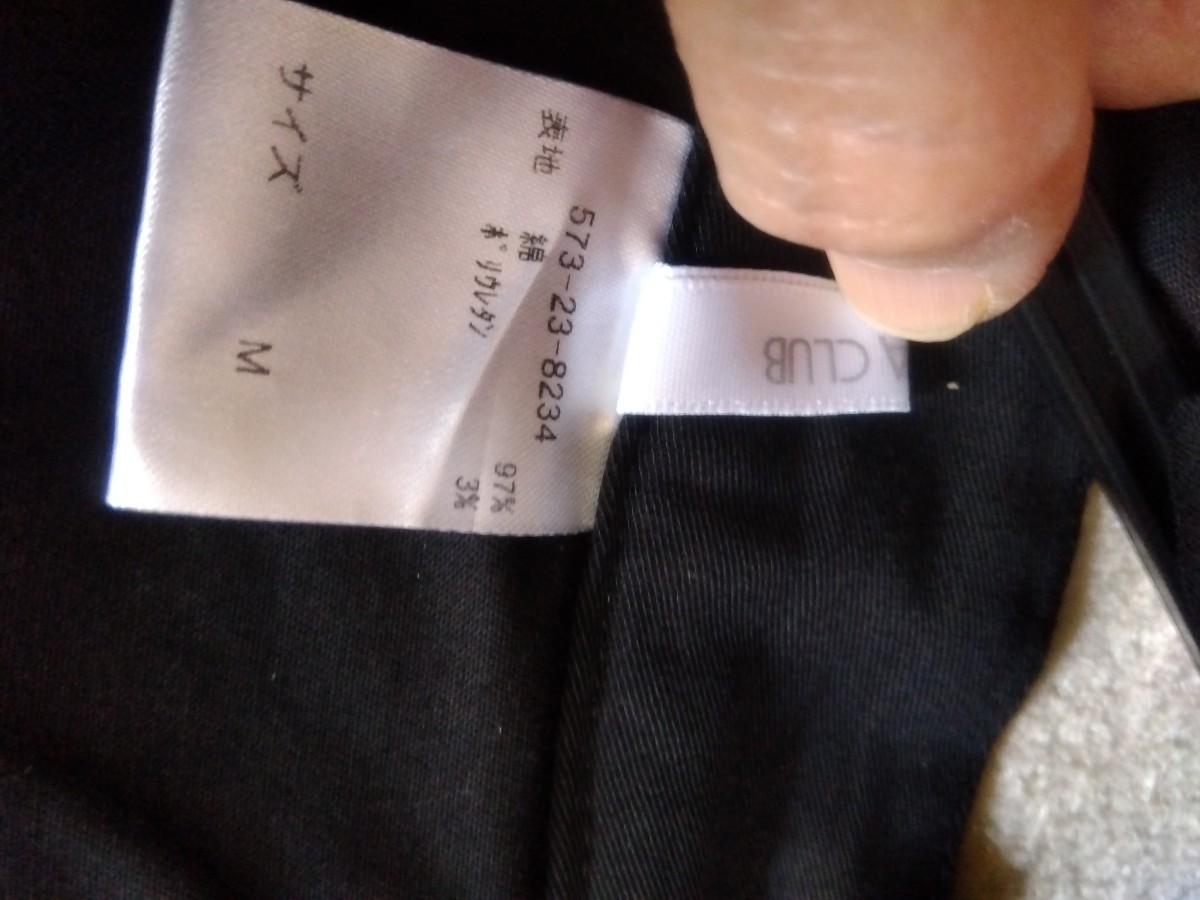 573-23-8234
表地
綿 97%
ポリウレタン 3%
サイズ M
A CLUB